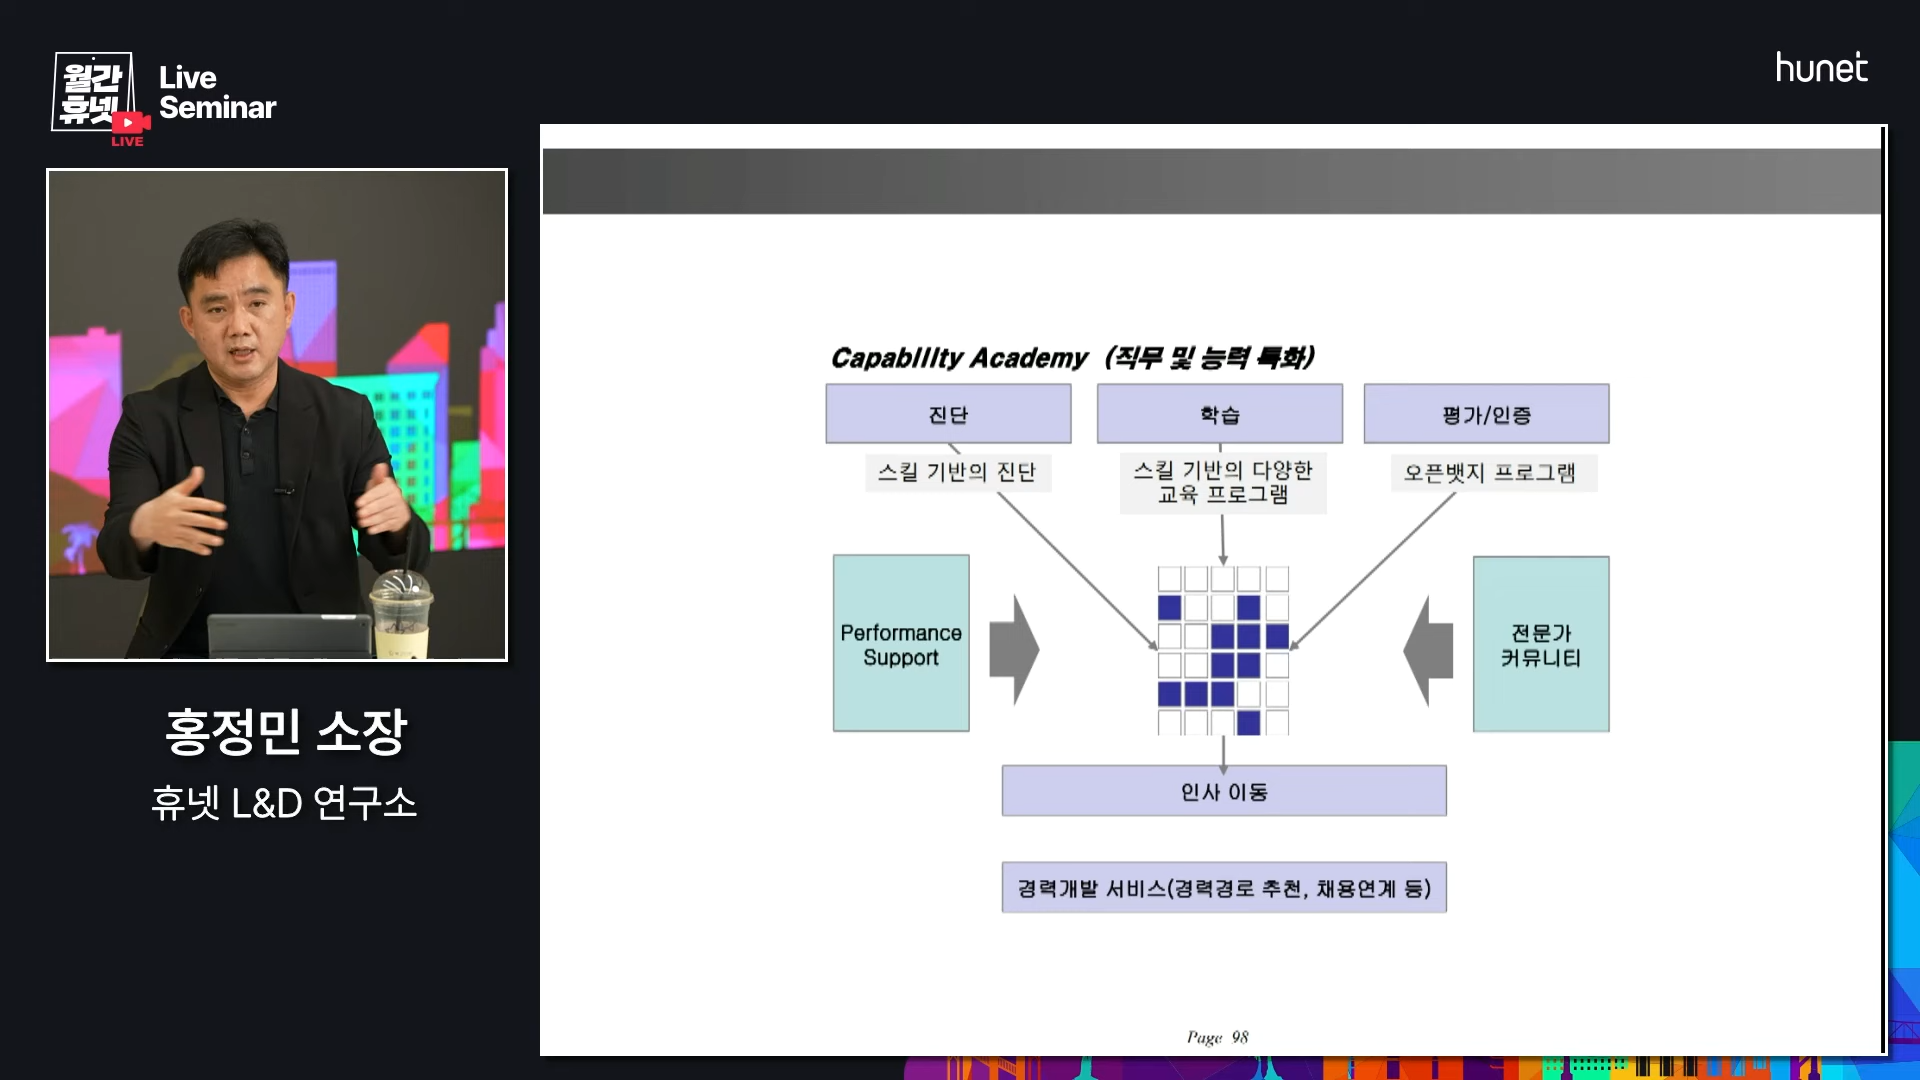 월간
휴넷
LIVE
Live
Seminar
hunet
홍정민 소장
휴넷 L&D 연구소
Capability Academy (직무 및 능력 특화)
진단
학습
평가/인증
스킬 기반의 진단
스킬 기반의 다양한
교육 프로그램
오픈뱃지 프로그램
Performance
Support
전문가
커뮤니티
인사 이동
경력개발 서비스(경력경로 추천, 채용연계 등)
Page 98